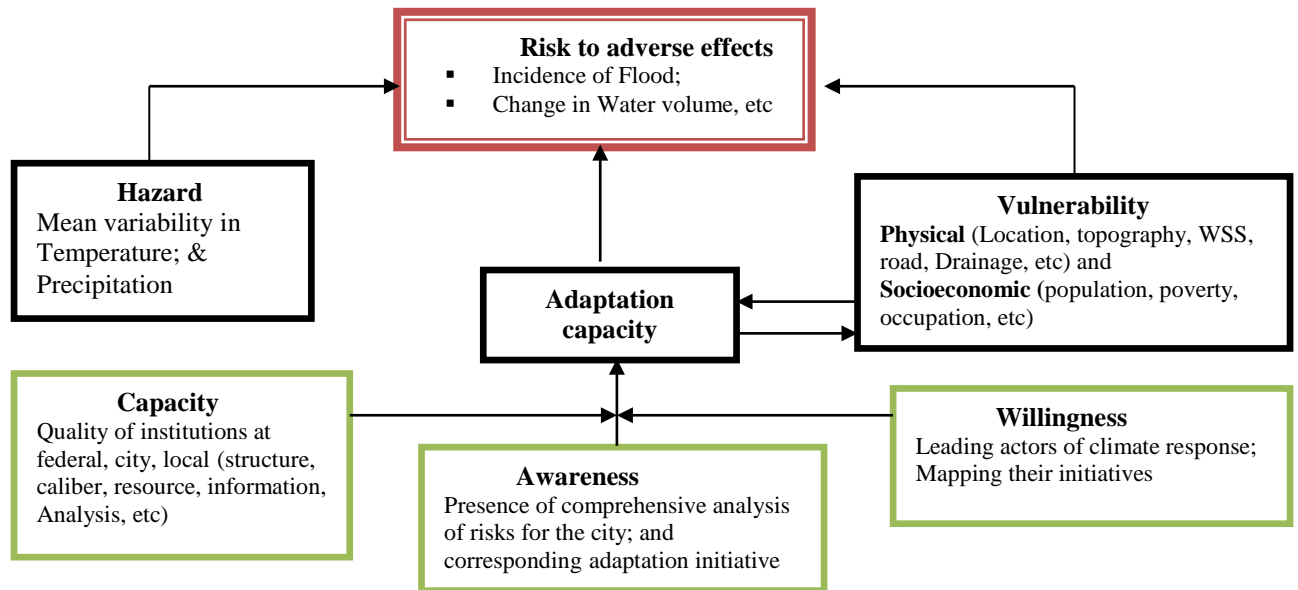 Risk to adverse effects
▪ Incidence of Flood;
▪ Change in Water volume, etc
Hazard
Mean variability in
Temperature; &
Precipitation
Vulnerability
Physical (Location, topography, WSS,
road, Drainage, etc) and
Socioeconomic (population, poverty,
occupation, etc)
Adaptation
capacity
Capacity
Quality of institutions at
federal, city, local (structure,
caliber, resource, information,
Analysis, etc)
Awareness
Presence of comprehensive analysis
of risks for the city; and
corresponding adaptation initiative
Willingness
Leading actors of climate response;
Mapping their initiatives